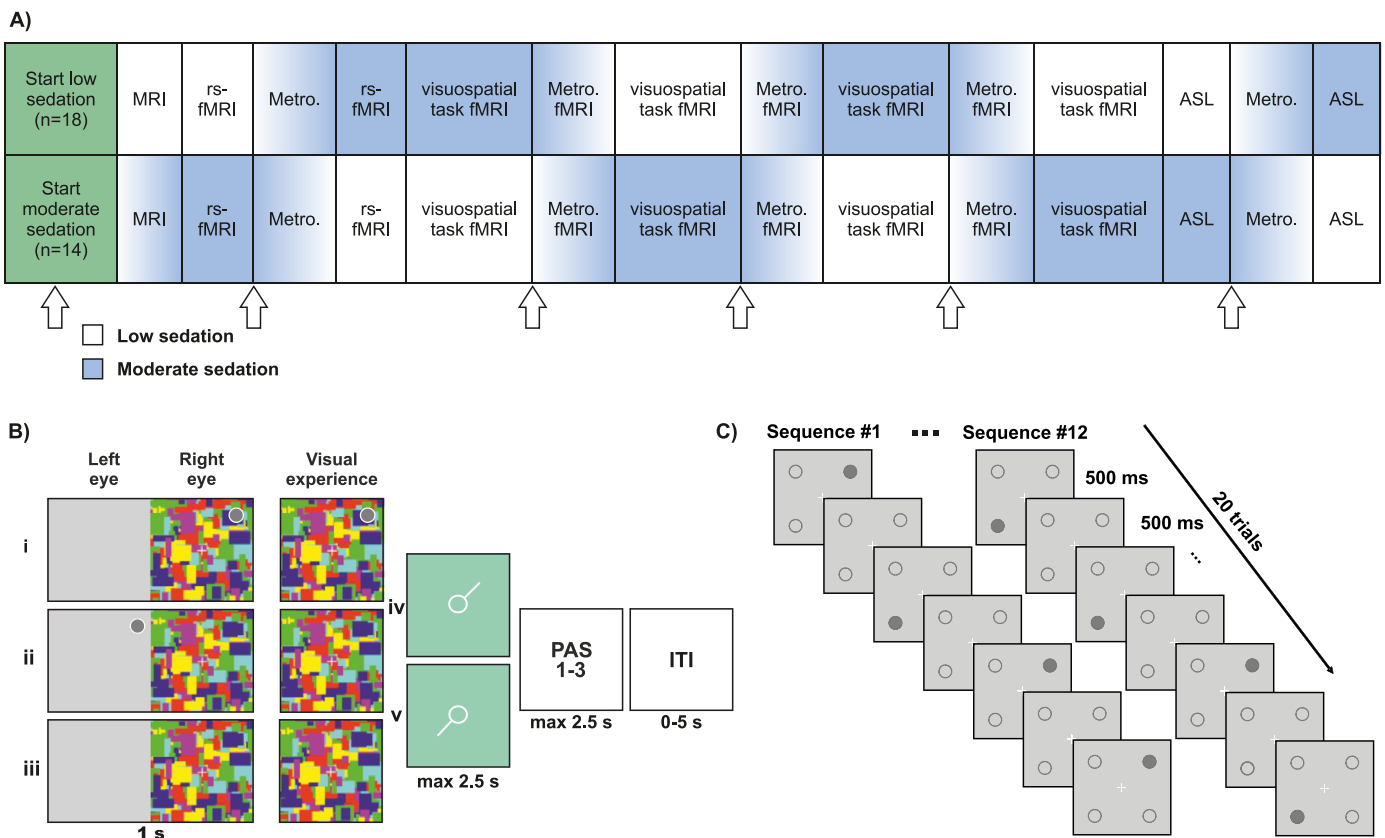 A)
Start low
sedation
(n=18)
MRI
rs-
fMRI
Metro.
rs-
fMRI
visuospatial
task fMRI
Metro.
fMRI
visuospatial
task fMRI
Metro.
fMRI
visuospatial
task fMRI
Metro.
fMRI
visuospatial
task fMRI
ASL
Metro.
ASL
Start
moderate
sedation
(n=14)
MRI
rs-
fMRI
Metro.
rs-
fMRI
visuospatial
task fMRI
Metro.
fMRI
visuospatial
task fMRI
Metro.
fMRI
visuospatial
task fMRI
Metro.
fMRI
visuospatial
task fMRI
ASL
Metro.
ASL
Low sedation
Moderate sedation
B)
Left
eye
Right
eye
Visual
experience
i
ii
iii
1 s
iv
v
max 2.5 s
PAS
1-3
max 2.5 s
ITI
0-5 s
C)
Sequence #1 ... Sequence #12
500 ms
500 ms
...
20 trials